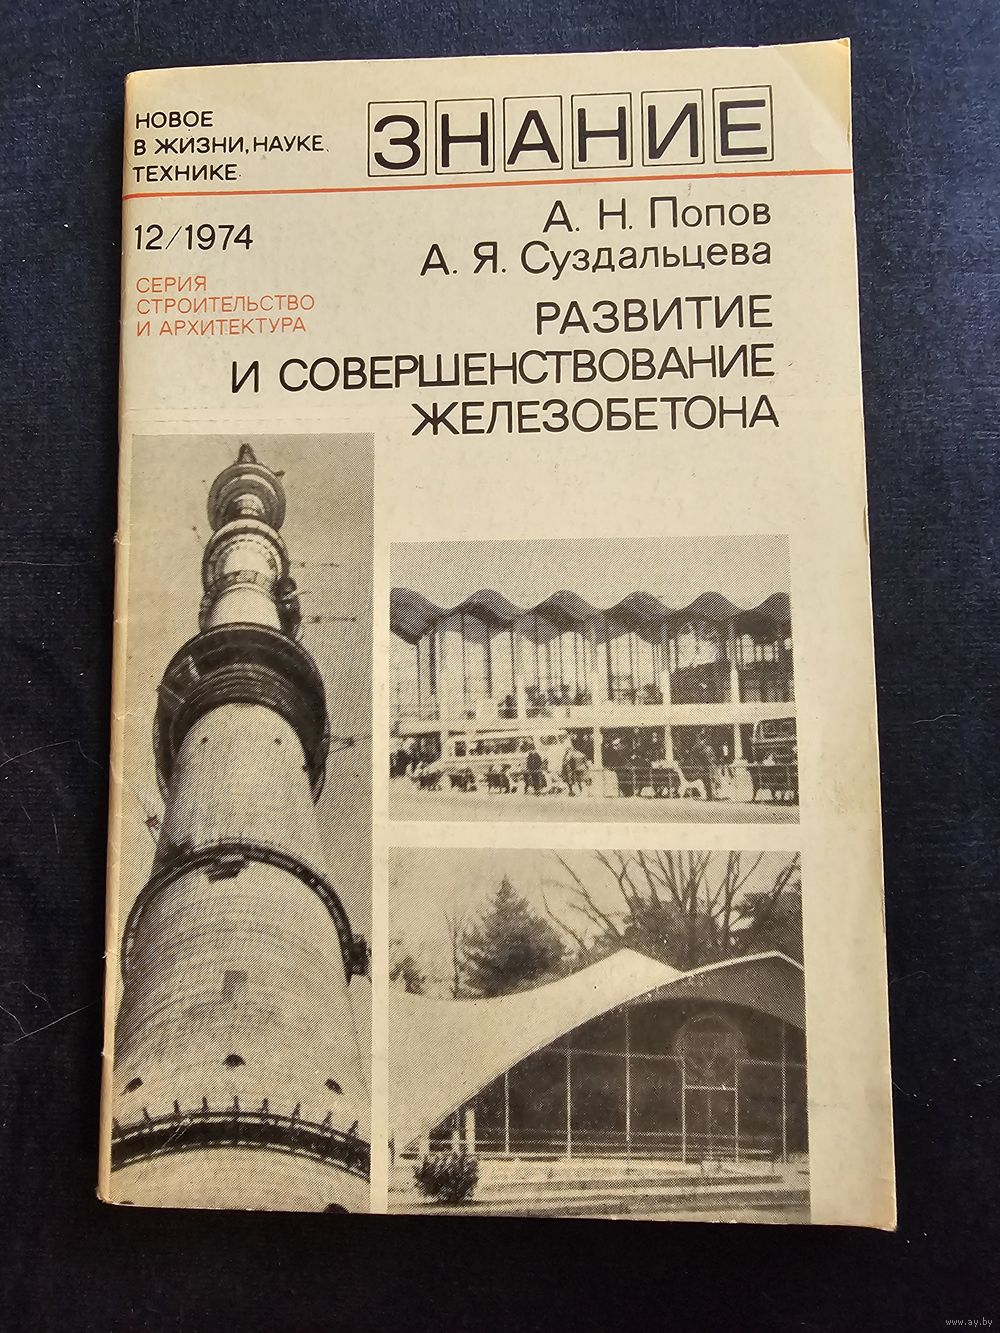 НОВОЕ
В ЖИЗНИ, НАУКЕ,
ТЕХНИКЕ
ЗНАНИЕ
12/1974
СЕРИЯ
СТРОИТЕЛЬСТВО
И АРХИТЕКТУРА
А. Н. Попов
А. Я. Суздальцева
РАЗВИТИЕ
И СОВЕРШЕНСТВОВАНИЕ
ЖЕЛЕЗОБЕТОНА
www.ay.by